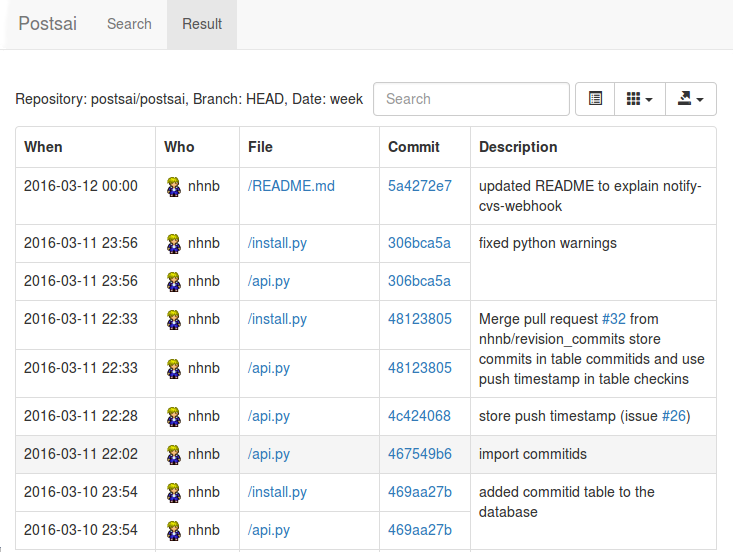 Postsai Search Result
Repository: postsai/postsai, Branch: HEAD, Date: week Search
When Who File Commit Description
2016-03-12 00:00 nhnb /README.md 5a4272e7 updated README to explain notify-
cvs-webhook
2016-03-11 23:56 nhnb /install.py 306bca5a fixed python warnings
2016-03-11 23:56 nhnb /api.py 306bca5a
2016-03-11 22:33 nhnb /install.py 48123805 Merge pull request #32 from
nhnb/revision_commits store
2016-03-11 22:33 nhnb /api.py 48123805 commits in table commitids and use
push timestamp in table checkins
2016-03-11 22:28 nhnb /api.py 4c424068 store push timestamp (issue #26)
2016-03-11 22:02 nhnb /api.py 467549b6 import commitids
2016-03-10 23:54 nhnb /install.py 469aa27b added commitid table to the
database
2016-03-10 23:54 nhnb /api.py 469aa27b